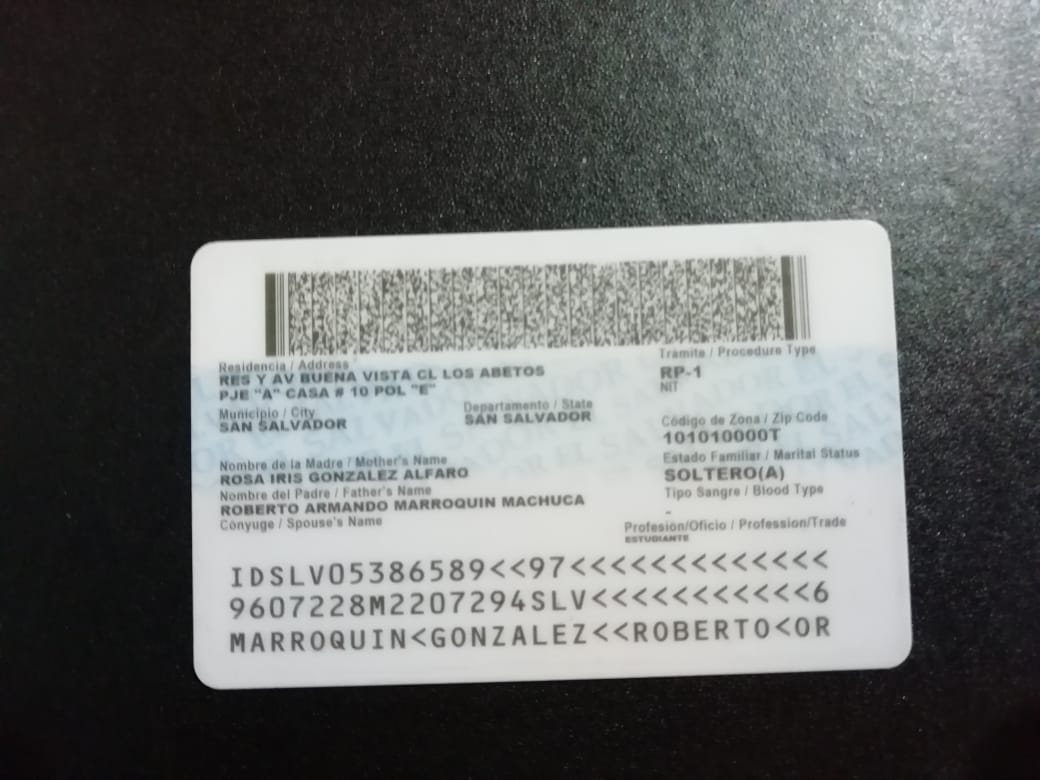 Residencia / Address
RES Y AV BUENA VISTA CL LOS ABETOS
PJE "A" CASA # 10 POL "E"
Municipio / City
SAN SALVADOR
Departamento / State
SAN SALVADOR
Nombre de la Madre / Mother's Name
ROSA IRIS GONZALEZ ALFARO
Nombre del Padre / Father's Name
ROBERTO ARMANDO MARROQUIN MACHUCA
Cónyuge / Spouse's Name
Trámite / Procedure Type
RP-1
NIT
Código de Zona / Zip Code
101010000T
Estado Familiar / Marital Status
SOLTERO(A)
Tipo Sangre / Blood Type
-
Profesión/Oficio / Profession/Trade
ESTUDIANTE
IDSLV05386589<<97<<<<<<<<<<<<<
9607228M2207294SLV<<<<<<<<<<<6
MARROQUIN<GONZALEZ<<ROBERTO<OR